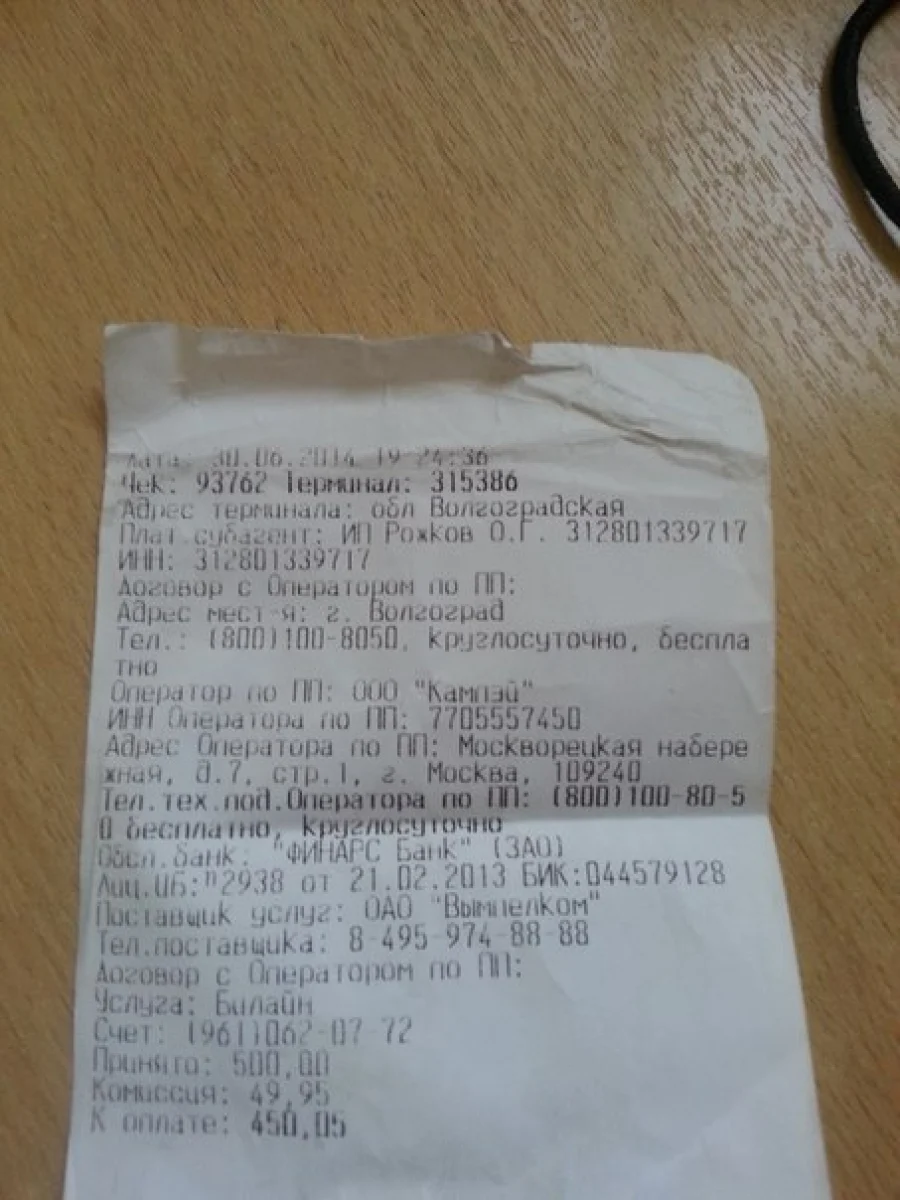 Дата: 30.06.2014 19:24:36
Чек: 93762 Терминал: 315386
Адрес терминала: обл Волгоградская
Плат.субагент: ИП Рожков О.Г. 312801339717
ИНН: 312801339717
Договор с Оператором по ПП:
Адрес мест-я: г. Волгоград
Тел.: (800)100-8050, круглосуточно, беспла
тно
Оператор по ПП: ООО "Кампэй"
ИНН Оператора по ПП: 7705557450
Адрес Оператора по ПП: Москворецкая набере
жная, д.7, стр.1, г. Москва, 109240
Тел.тех.под.Оператора по ПП: (800)100-80-5
0 бесплатно, круглосуточно
Обсл.банк: "ФИНАРС Банк" (ЗАО)
Лиц.ЦБ:"2938 от 21.02.2013 БИК:044579128
Поставщик услуг: ОАО "Вымпелком"
Тел.поставщика: 8-495-974-88-88
Договор с Оператором по ПП:
Услуга: Билайн
Счет: (961)062-07-72
Принято: 500,00
Комиссия: 49,95
К оплате: 450,05